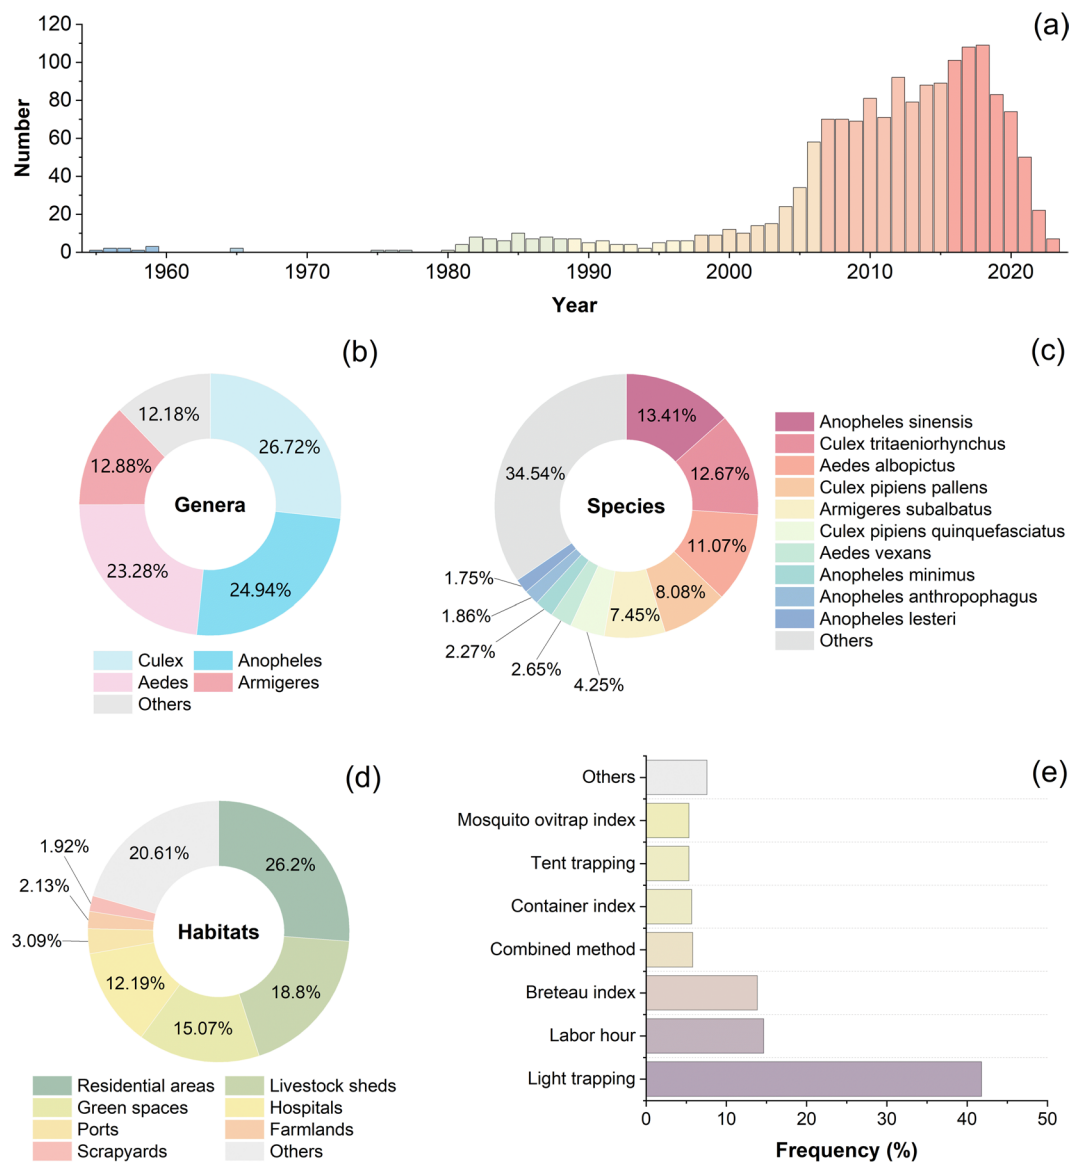 (a)
120
100
80
60
40
20
0
Number
1960 1970 1980 1990 2000 2010 2020
Year
(b)
12.18%
26.72%
12.88%
Genera
23.28%
24.94%
Culex Anopheles
Aedes Armigeres
Others
(c)
13.41%
34.54%
12.67%
Species
11.07%
1.75%
8.08%
1.86%
7.45%
2.27%
2.65%
4.25%
Anopheles sinensis
Culex tritaeniorhynchus
Aedes albopictus
Culex pipiens pallens
Armigeres subalbatus
Culex pipiens quinquefasciatus
Aedes vexans
Anopheles minimus
Anopheles anthropophagus
Anopheles lesteri
Others
(d)
1.92%
20.61%
26.2%
2.13%
Habitats
3.09%
12.19%
18.8%
15.07%
Residential areas Livestock sheds
Green spaces Hospitals
Ports Farmlands
Scrapyards Others
(e)
Others
Mosquito ovitrap index
Tent trapping
Container index
Combined method
Breteau index
Labor hour
Light trapping
0 10 20 30 40 50
Frequency (%)